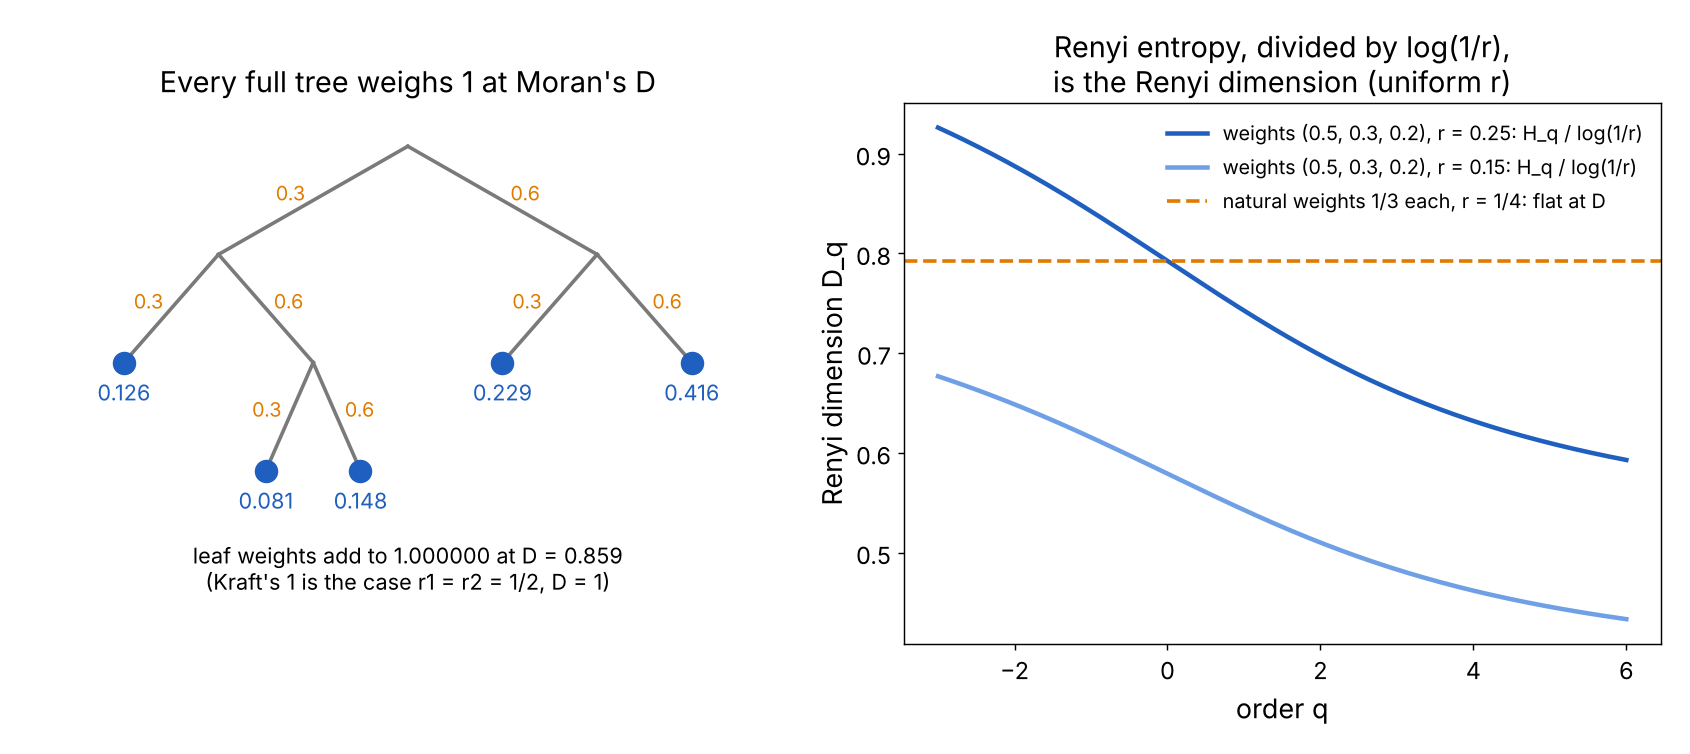 Every full tree weighs 1 at Moran's D
0.3
0.6
0.3
0.6
0.3
0.6
0.126
0.229
0.416
0.3
0.6
0.081
0.148
leaf weights add to 1.000000 at D = 0.859
(Kraft's 1 is the case r1 = r2 = 1/2, D = 1)
Renyi entropy, divided by log(1/r),
is the Renyi dimension (uniform r)
weights (0.5, 0.3, 0.2), r = 0.25: H_q / log(1/r)
weights (0.5, 0.3, 0.2), r = 0.15: H_q / log(1/r)
natural weights 1/3 each, r = 1/4: flat at D
Renyi dimension D_q
0.9
0.8
0.7
0.6
0.5
−2
0
2
4
6
order q